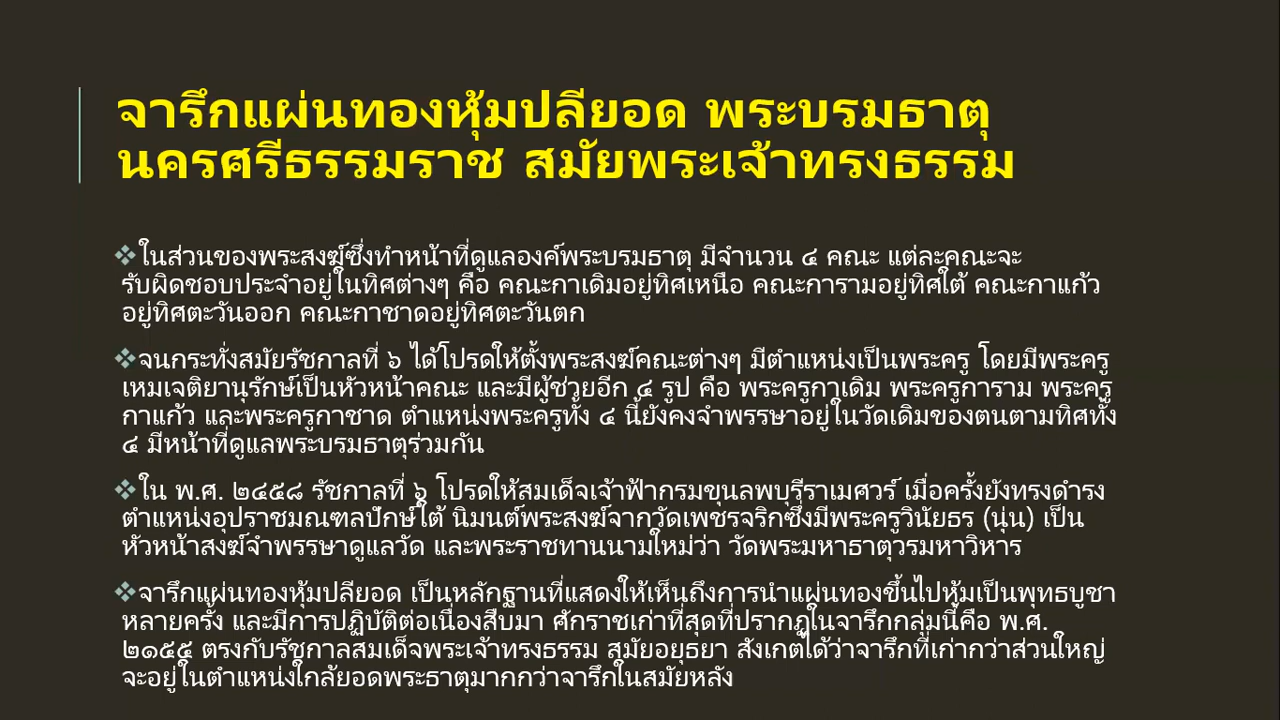 จารึกแผ่นทองหุ้มปลียอด พระบรมธาตุ
นครศรีธรรมราช สมัยพระเจ้าทรงธรรม
❖ในส่วนของพระสงฆ์ซึ่งทำหน้าที่ดูแลองค์พระบรมธาตุ มีจำนวน ๔ คณะ แต่ละคณะจะ
รับผิดชอบประจำอยู่ในทิศต่างๆ คือ คณะกาเดิมอยู่ทิศเหนือ คณะการามอยู่ทิศใต้ คณะกาแก้ว
อยู่ทิศตะวันออก คณะกาชาดอยู่ทิศตะวันตก
❖จนกระทั่งสมัยรัชกาลที่ ๖ ได้โปรดให้ตั้งพระสงฆ์คณะต่างๆ มีตำแหน่งเป็นพระครู โดยมีพระครู
เหมเจติยานุรักษ์เป็นหัวหน้าคณะ และมีผู้ช่วยอีก ๔ รูป คือ พระครูกาเดิม พระครูการาม พระครู
กาแก้ว และพระครูกาชาด ตำแหน่งพระครูทั้ง ๔ นี้ยังคงจำพรรษาอยู่ในวัดเดิมของตนตามทิศทั้ง
๔ มีหน้าที่ดูแลพระบรมธาตุร่วมกัน
❖ใน พ.ศ. ๒๔๕๘ รัชกาลที่ ๖ โปรดให้สมเด็จเจ้าฟ้ากรมขุนลพบุรีราเมศวร์ เมื่อครั้งยังทรงดำรง
ตำแหน่งอุปราชมณฑลปักษ์ใต้ นิมนต์พระสงฆ์จากวัดเพชรจริกซึ่งมีพระครูวินัยธร (นุ่น) เป็น
หัวหน้าสงฆ์จำพรรษาดูแลวัด และพระราชทานนามใหม่ว่า วัดพระมหาธาตุวรมหาวิหาร
❖จารึกแผ่นทองหุ้มปลียอด เป็นหลักฐานที่แสดงให้เห็นถึงการนำแผ่นทองขึ้นไปหุ้มเป็นพุทธบูชา
หลายครั้ง และมีการปฏิบัติต่อเนื่องสืบมา ศักราชเก่าที่สุดที่ปรากฏในจารึกกลุ่มนี้คือ พ.ศ.
๒๑๕๕ ตรงกับรัชกาลสมเด็จพระเจ้าทรงธรรม สมัยอยุธยา สังเกตได้ว่าจารึกที่เก่ากว่าส่วนใหญ่
จะอยู่ในตำแหน่งใกล้ยอดพระธาตุมากกว่าจารึกในสมัยหลัง